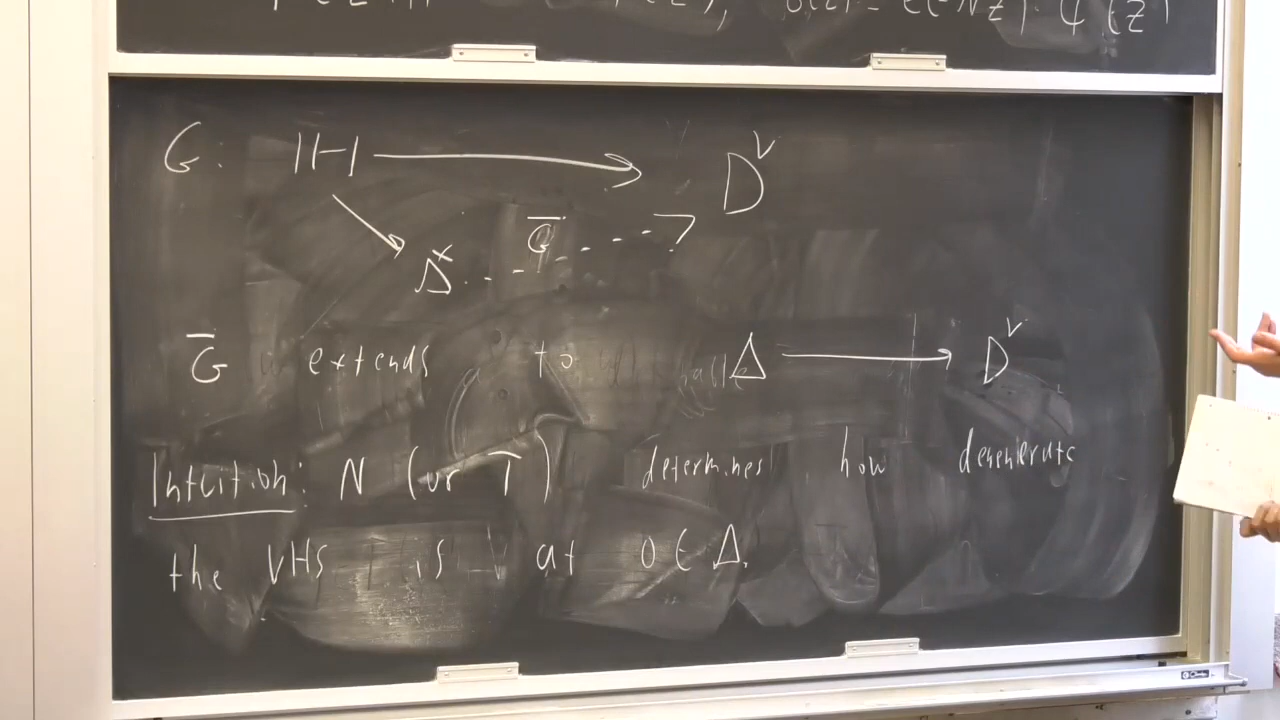 G: H ⟶ Ď
Δ× G̅ ⇢
G̅ extends to Δ ⟶ Ď
Intuition: N (or T) determines how degenerate
the VHS is at 0 ∈ Δ.